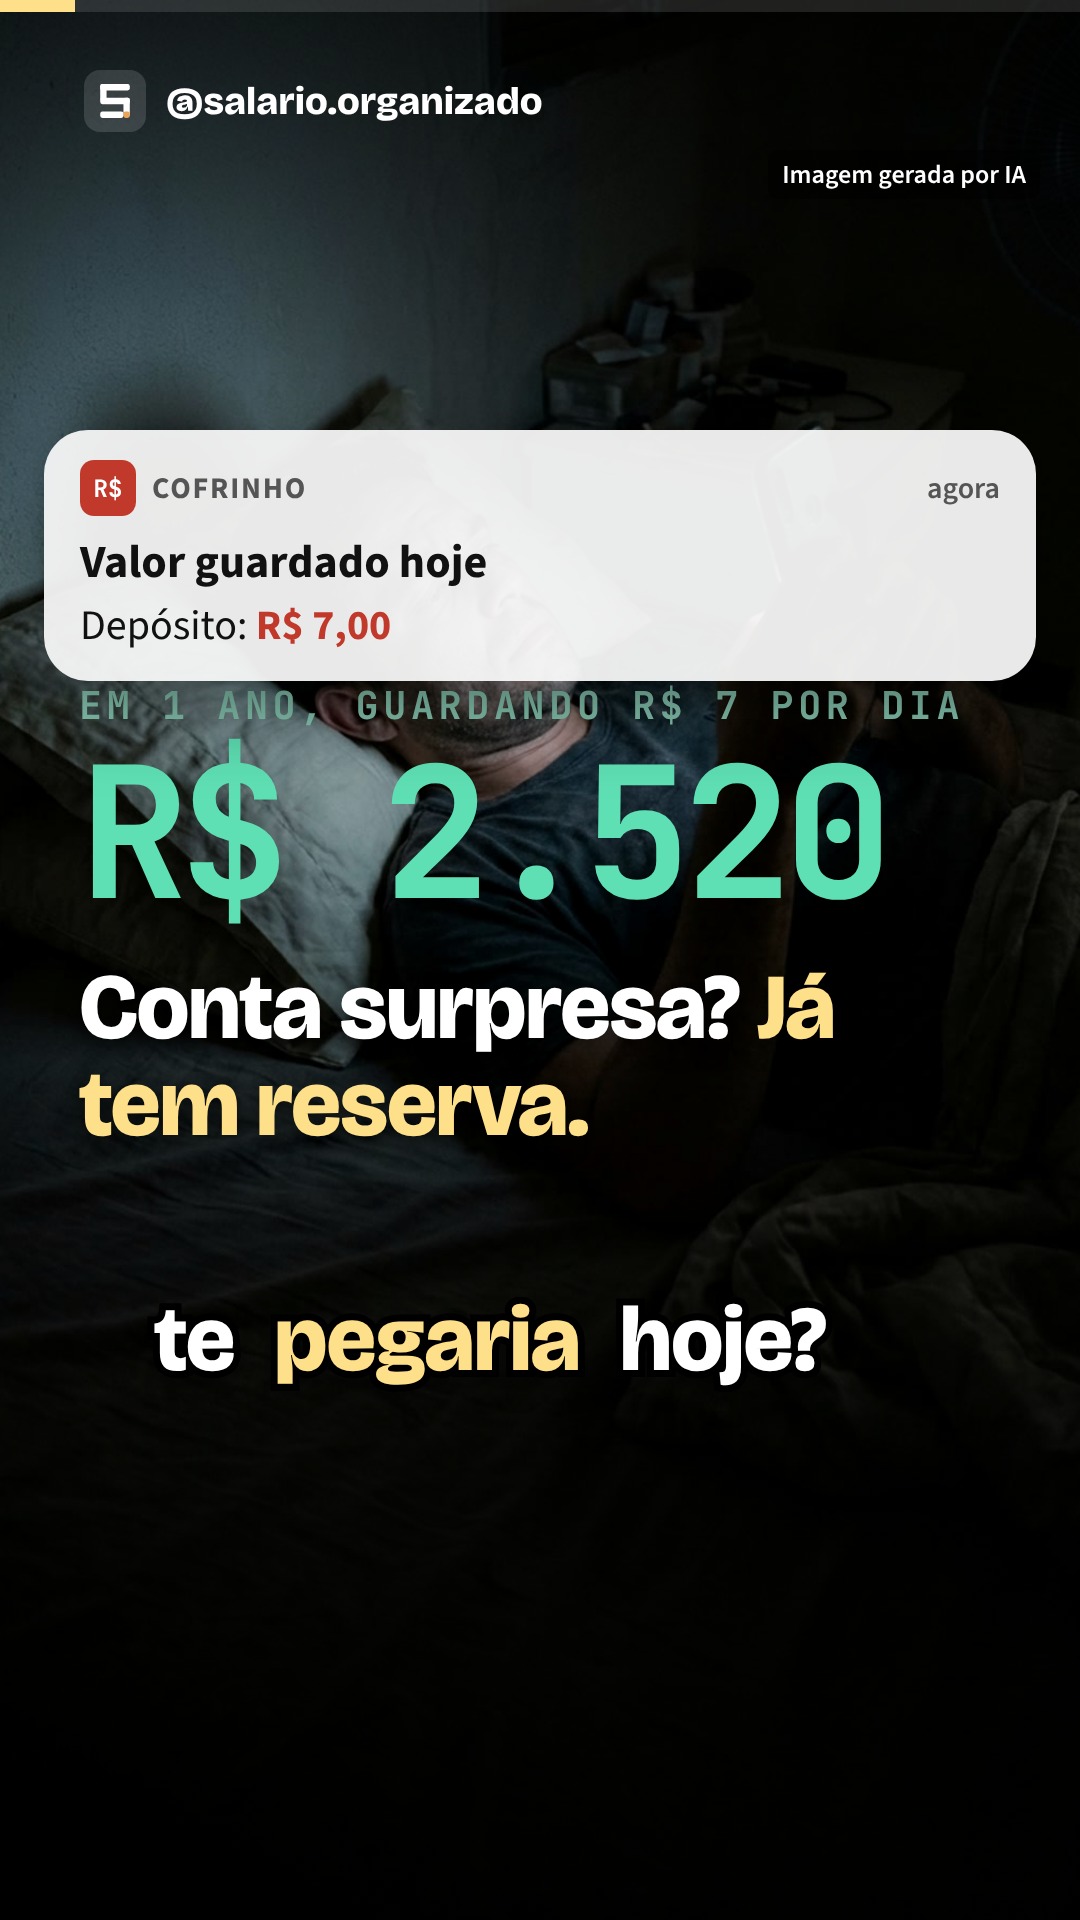 @salario.organizado
Imagem gerada por IA
R$ COFRINHO agora
Valor guardado hoje
Depósito: R$ 7,00
EM 1 ANO, GUARDANDO R$ 7 POR DIA
R$ 2.520
Conta surpresa? Já
tem reserva.
te pegaria hoje?